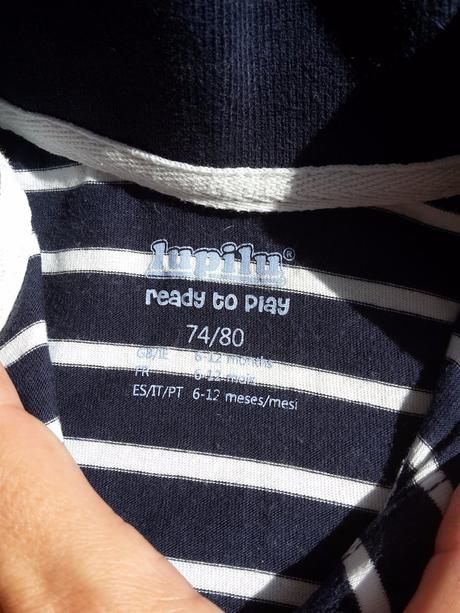 lupilu®
ready to play
74/80
GB/IE 6-12 months
FR 6-12 mois
ES/IT/PT 6-12 meses/mesi